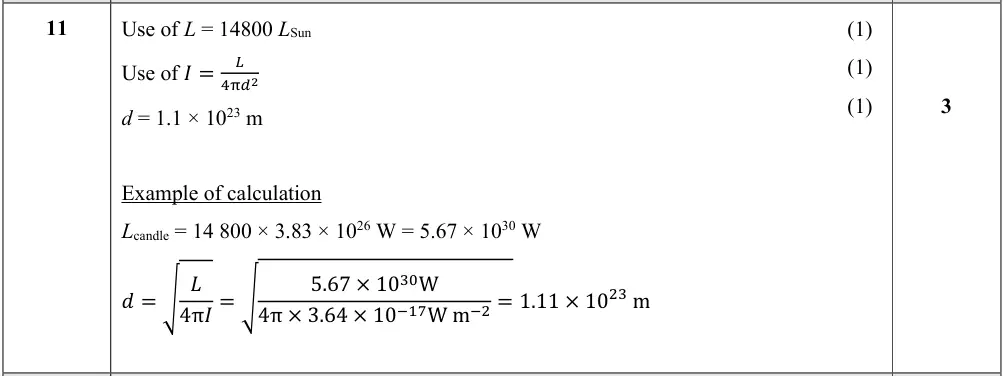 11 Use of L = 14800 L_Sun (1)
Use of I = L/4πd² (1)
d = 1.1 × 10²³ m (1) 3
Example of calculation
L_candle = 14 800 × 3.83 × 10²⁶ W = 5.67 × 10³⁰ W
d = √(L/4πI) = √(5.67 × 10³⁰W/4π × 3.64 × 10⁻¹⁷W m⁻²) = 1.11 × 10²³ m